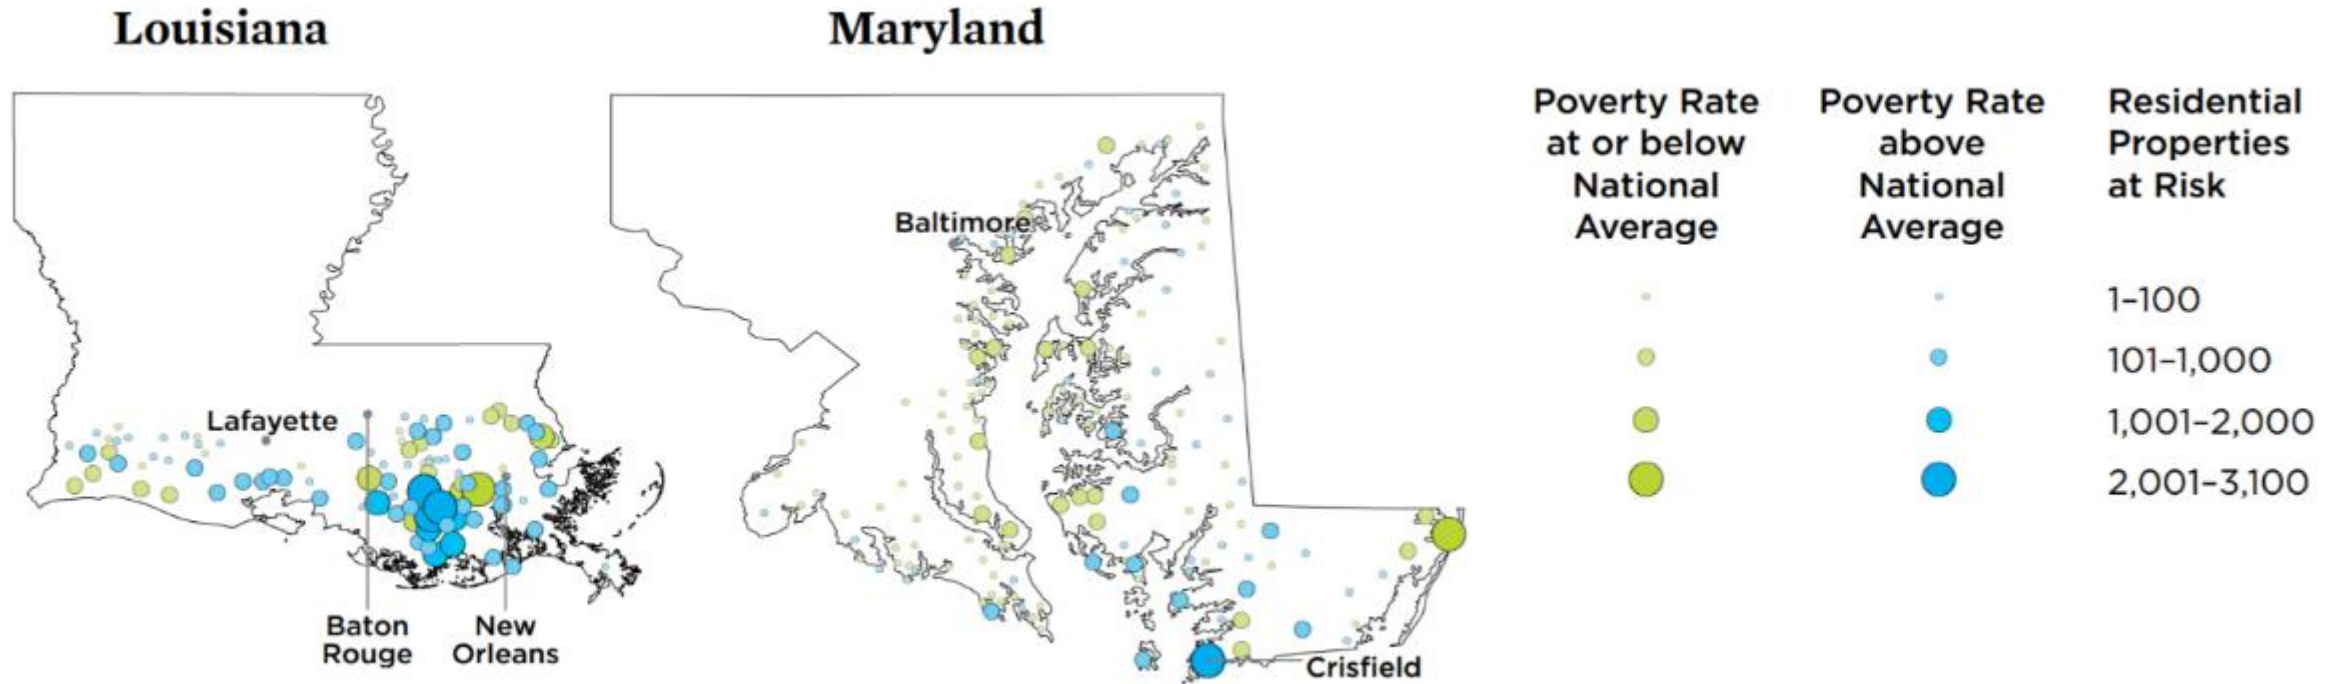 Louisiana
Maryland
Baltimore
Lafayette
Baton
Rouge
New
Orleans
Crisfield
Poverty Rate
at or below
National
Average
Poverty Rate
above
National
Average
Residential
Properties
at Risk
1–100
101–1,000
1,001–2,000
2,001–3,100